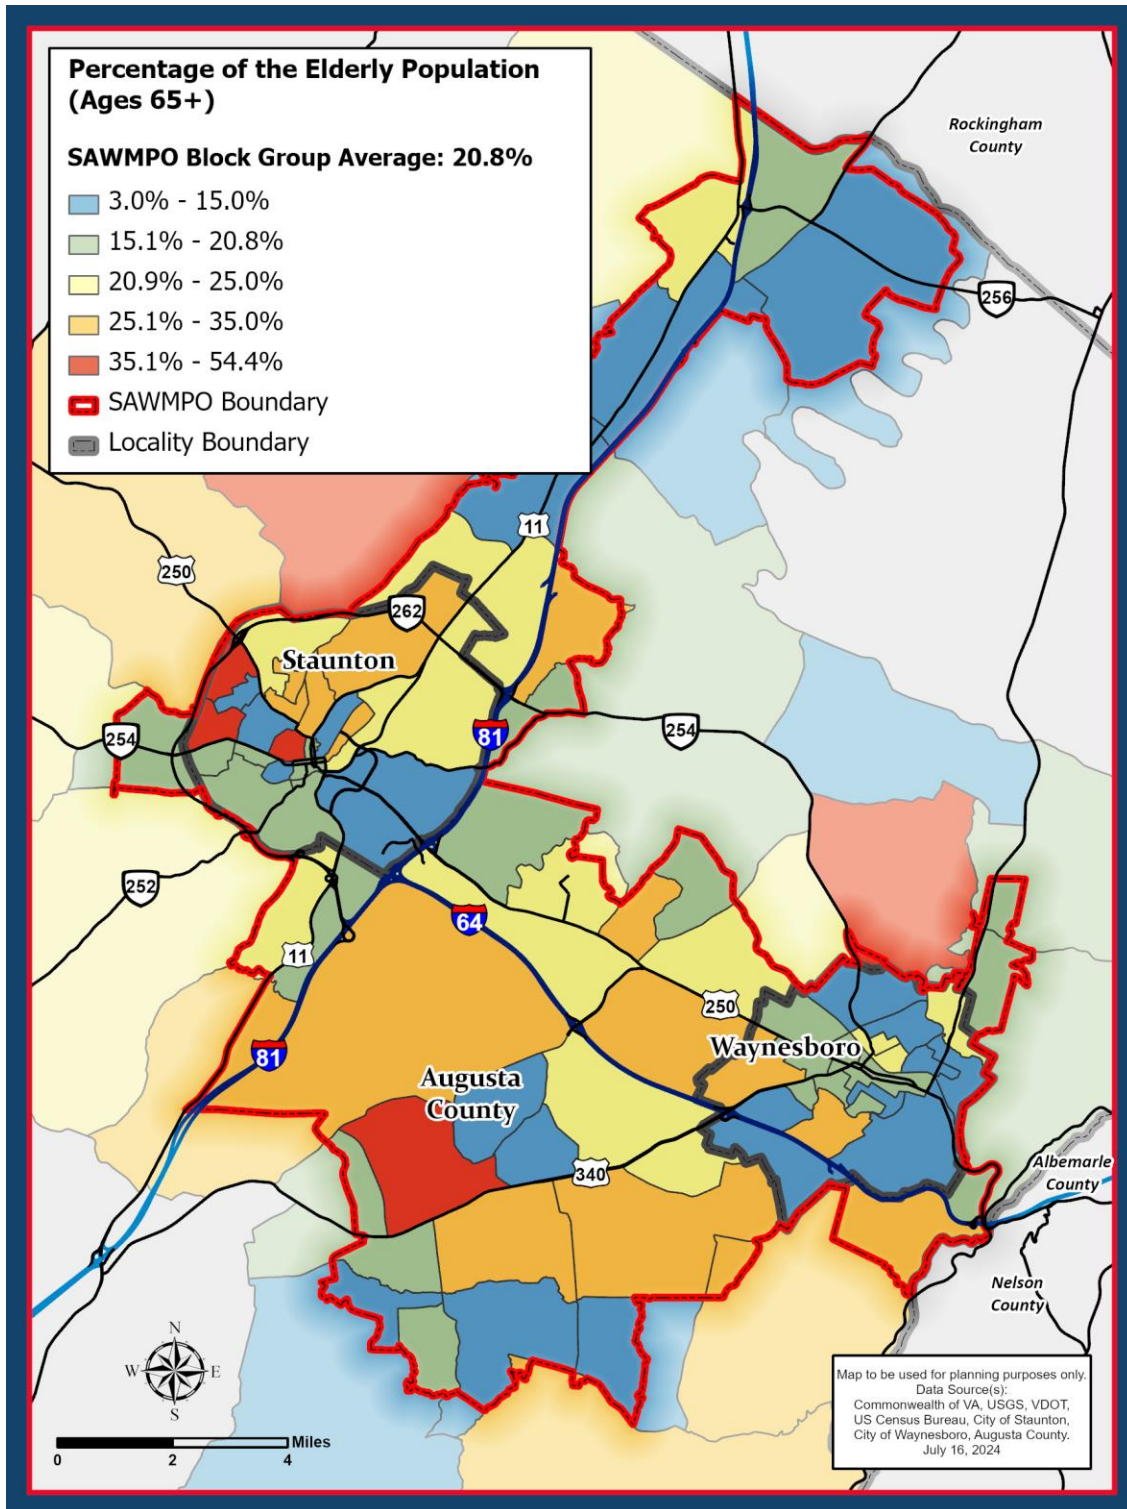 Percentage of the Elderly Population
(Ages 65+)
SAWMPO Block Group Average: 20.8%
3.0% - 15.0%
15.1% - 20.8%
20.9% - 25.0%
25.1% - 35.0%
35.1% - 54.4%
SAWMPO Boundary
Locality Boundary
Rockingham
County
256
11
250
262
Staunton
254
81
254
252
64
11
250
Waynesboro
81
Augusta
County
340
Albemarle
County
Nelson
County
N
W E
S
Miles
0 2 4
Map to be used for planning purposes only.
Data Source(s):
Commonwealth of VA, USGS, VDOT,
US Census Bureau, City of Staunton,
City of Waynesboro, Augusta County.
July 16, 2024